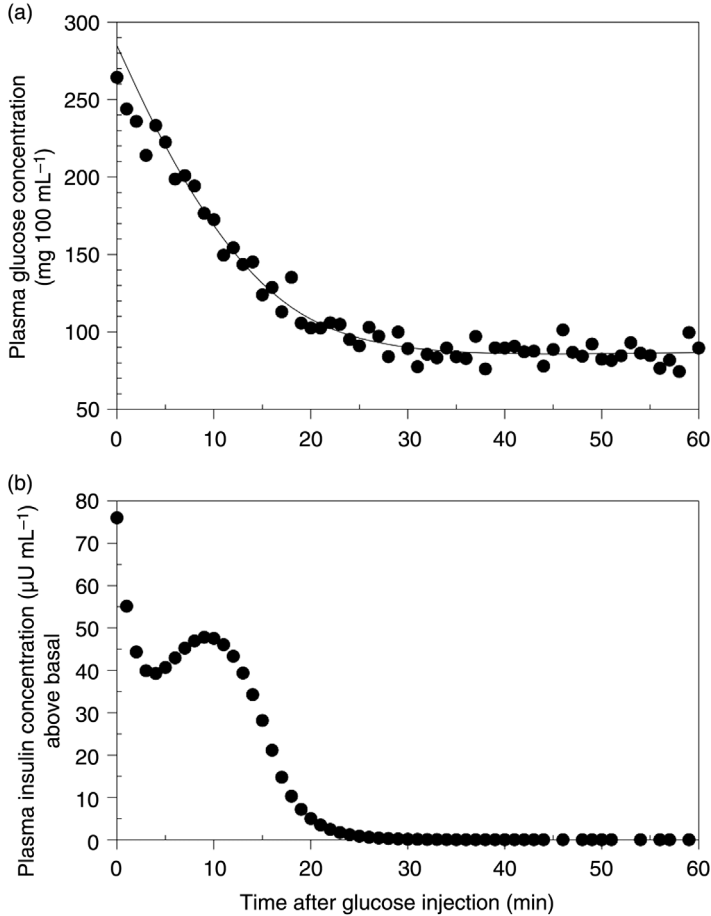 (a)
300
250
200
150
100
50
Plasma glucose concentration
(mg 100 mL⁻¹)
0 10 20 30 40 50 60
(b)
80
70
60
50
40
30
20
10
0
Plasma insulin concentration (µU mL⁻¹)
above basal
0 10 20 30 40 50 60
Time after glucose injection (min)